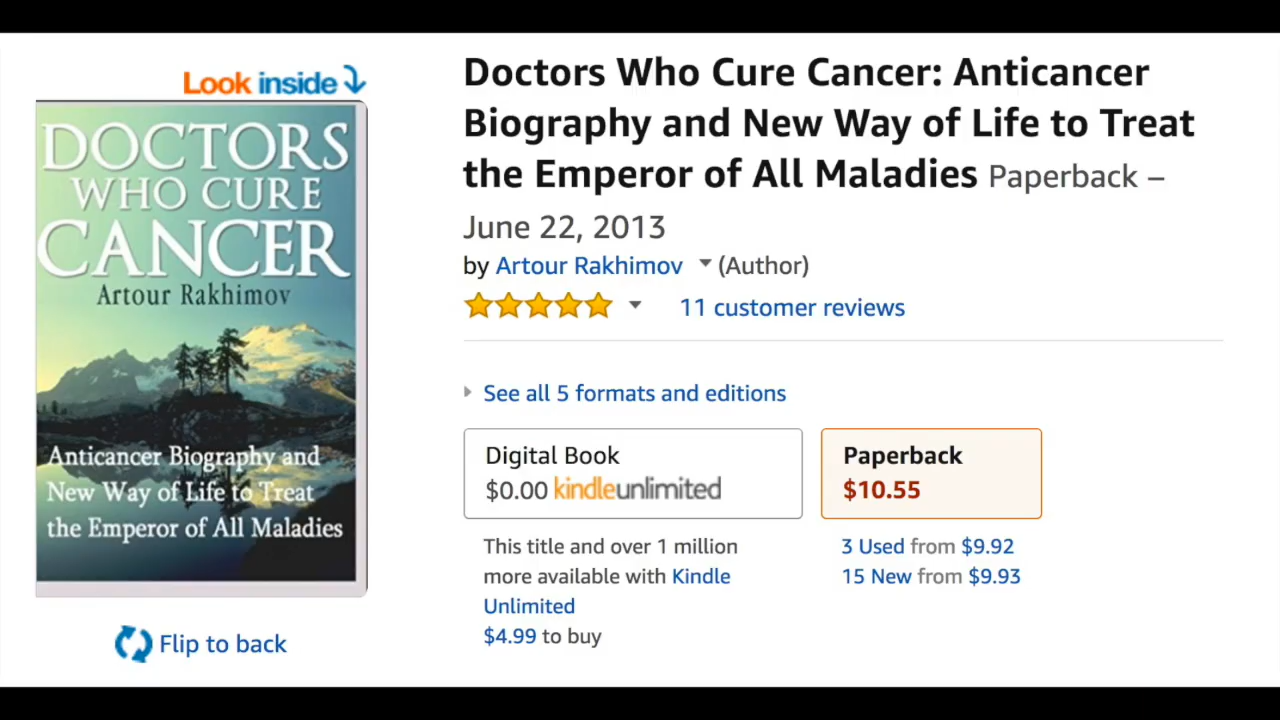 Look inside
DOCTORS
WHO CURE
CANCER
Artour Rakhimov
Anticancer Biography and
New Way of Life to Treat
the Emperor of All Maladies
Flip to back
Doctors Who Cure Cancer: Anticancer
Biography and New Way of Life to Treat
the Emperor of All Maladies Paperback –
June 22, 2013
by Artour Rakhimov (Author)
11 customer reviews
See all 5 formats and editions
Digital Book
$0.00 kindleunlimited
This title and over 1 million
more available with Kindle
Unlimited
$4.99 to buy
Paperback
$10.55
3 Used from $9.92
15 New from $9.93